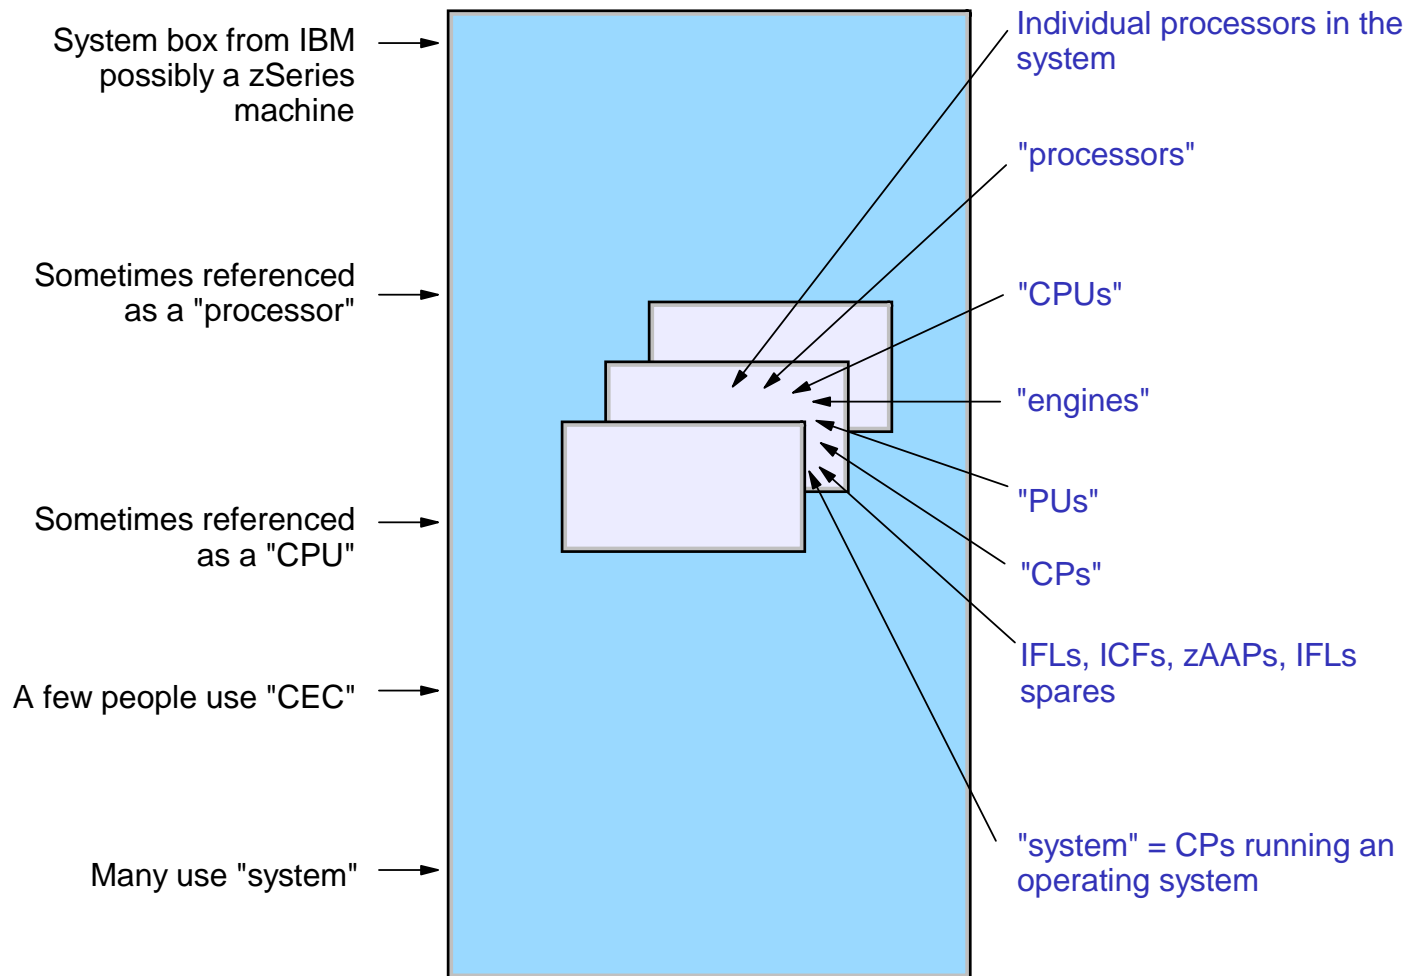 System box from IBM
possibly a zSeries
machine
Sometimes referenced
as a "processor"
Sometimes referenced
as a "CPU"
A few people use "CEC"
Many use "system"
Individual processors in the
system
"processors"
"CPUs"
"engines"
"PUs"
"CPs"
IFLs, ICFs, zAAPs, IFLs
spares
"system" = CPs running an
operating system